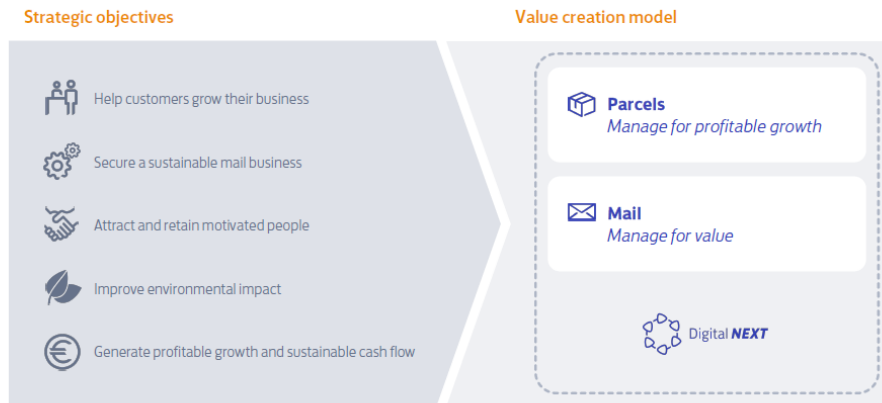 Strategic objectives
Help customers grow their business
Secure a sustainable mail business
Attract and retain motivated people
Improve environmental impact
Generate profitable growth and sustainable cash flow
Value creation model
Parcels
Manage for profitable growth
Mail
Manage for value
Digital NEXT